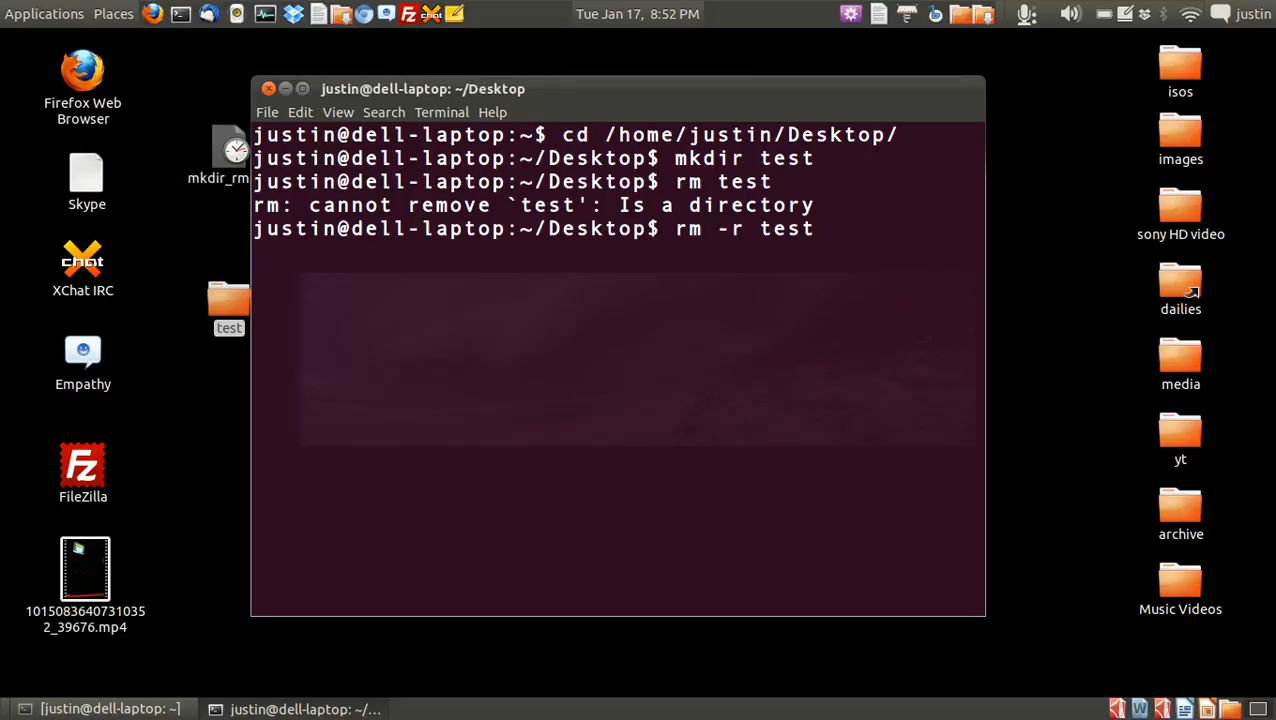 Applications Places
Tue Jan 17, 8:52 PM
justin
Firefox Web
Browser
Skype
XChat IRC
Empathy
FileZilla
1015083640731035
2_39676.mp4
mkdir_rm
test
justin@dell-laptop: ~/Desktop
File Edit View Search Terminal Help
justin@dell-laptop:~$ cd /home/justin/Desktop/
justin@dell-laptop:~/Desktop$ mkdir test
justin@dell-laptop:~/Desktop$ rm test
rm: cannot remove `test': Is a directory
justin@dell-laptop:~/Desktop$ rm -r test
isos
images
sony HD video
dailies
media
yt
archive
Music Videos
[justin@dell-laptop: ~]
justin@dell-laptop: ~/...